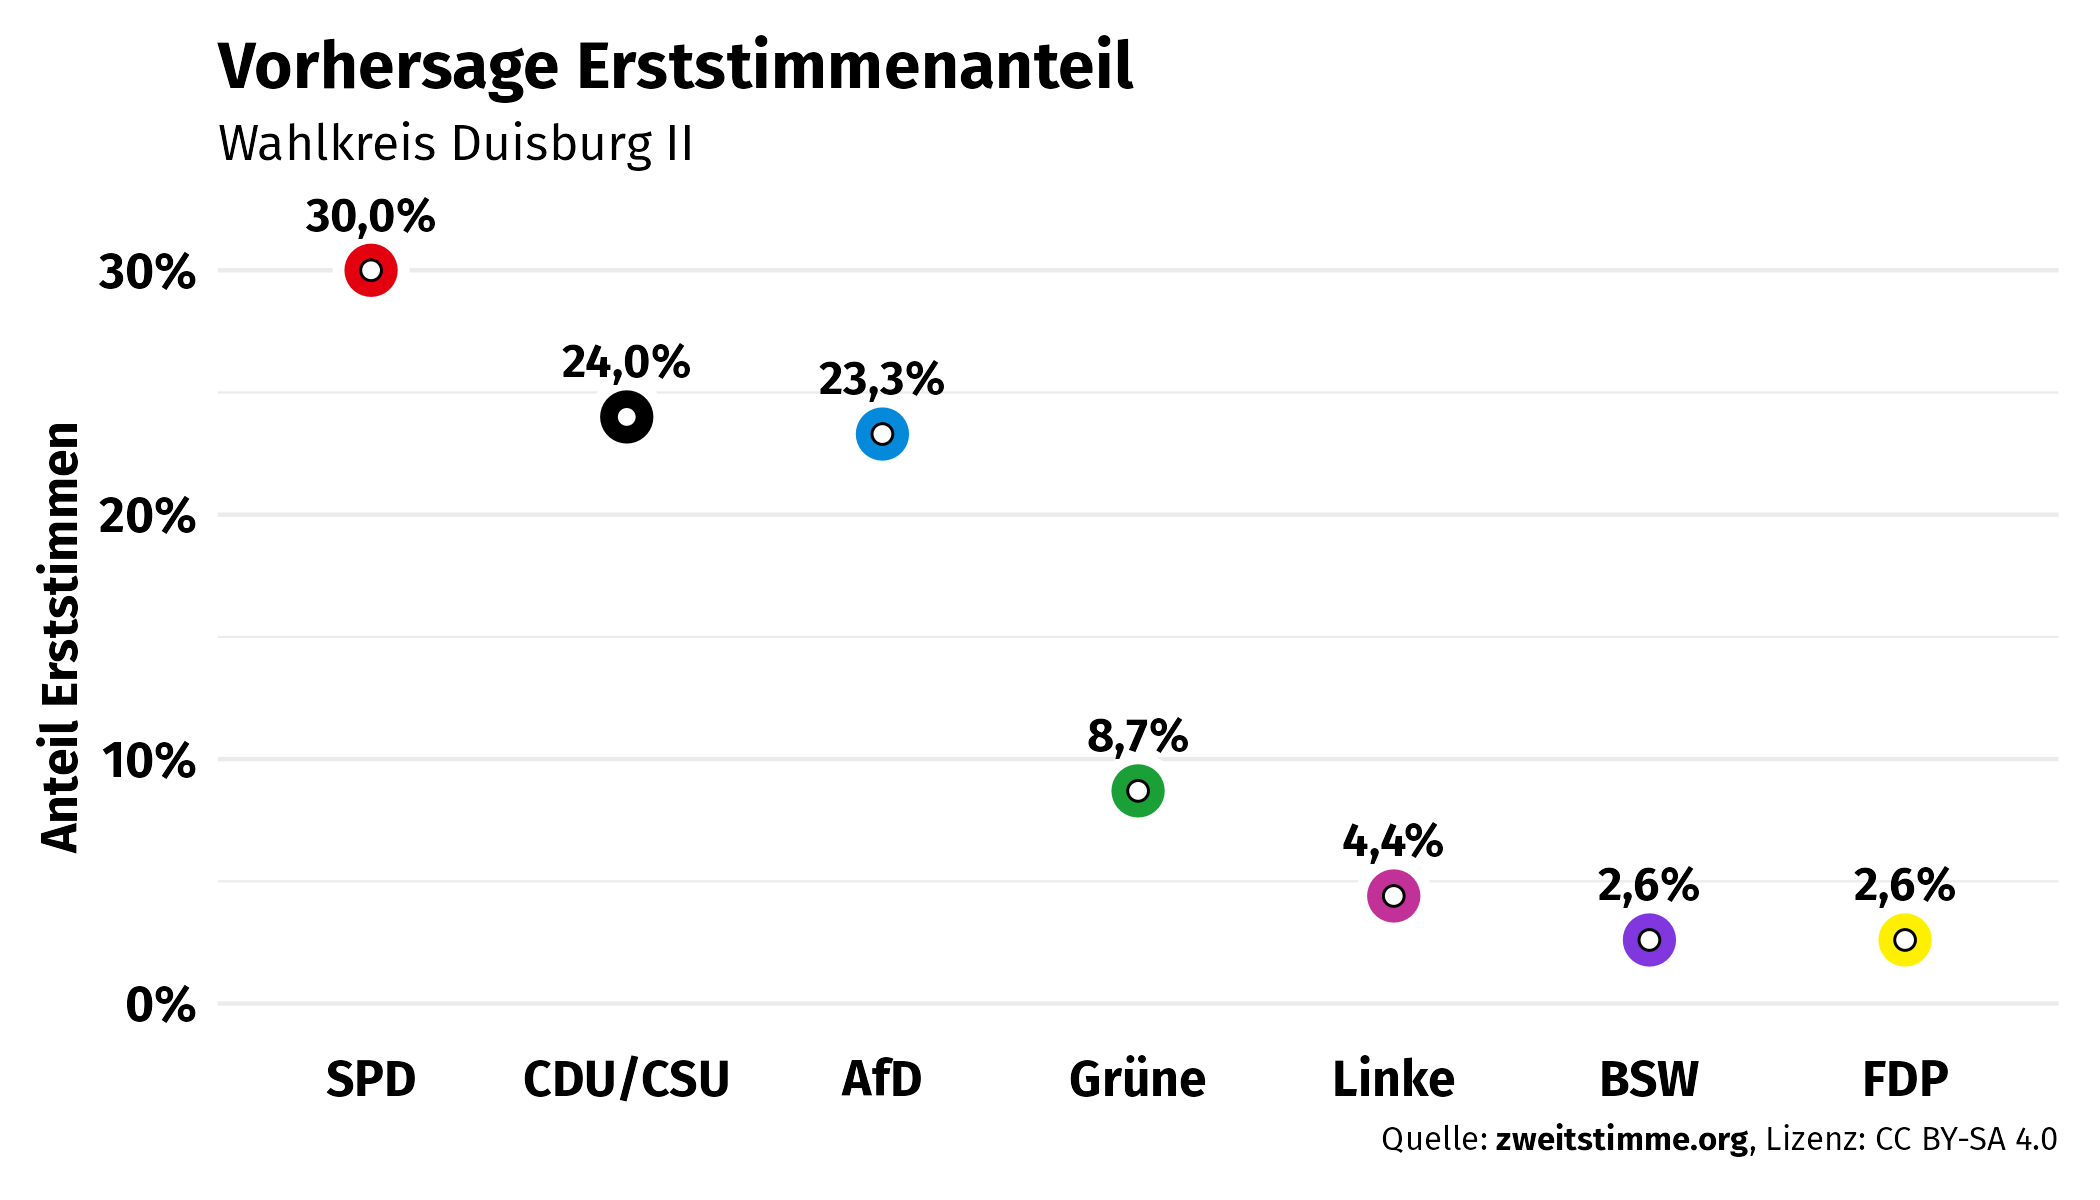 Vorhersage Erststimmenanteil
Wahlkreis Duisburg II
Anteil Erststimmen
30%
20%
10%
0%
30,0%
24,0%
23,3%
8,7%
4,4%
2,6%
2,6%
SPD
CDU/CSU
AfD
Grüne
Linke
BSW
FDP
Quelle: zweitstimme.org, Lizenz: CC BY-SA 4.0